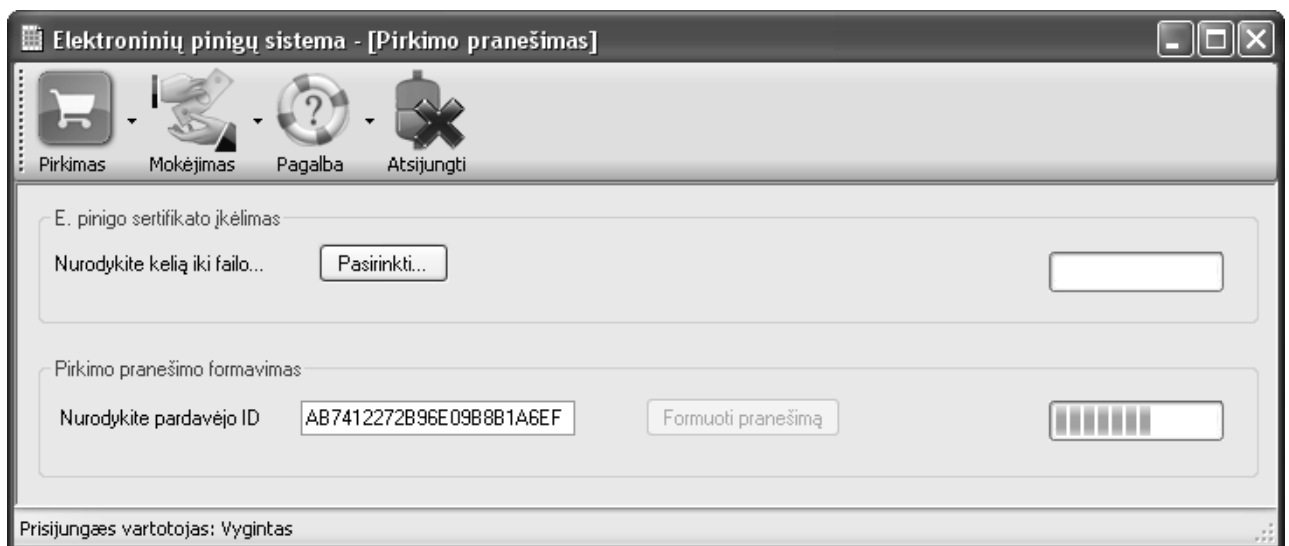 Elektroninių pinigų sistema - [Pirkimo pranešimas]
Pirkimas Mokėjimas Pagalba Atsijungti
E. pinigo sertifikato įkėlimas
Nurodykite kelią iki failo... Pasirinkti...
Pirkimo pranešimo formavimas
Nurodykite pardavėjo ID AB7412272B96E09B8B1A6EF Formuoti pranešimą
Prisijungæs vartotojas: Vygintas